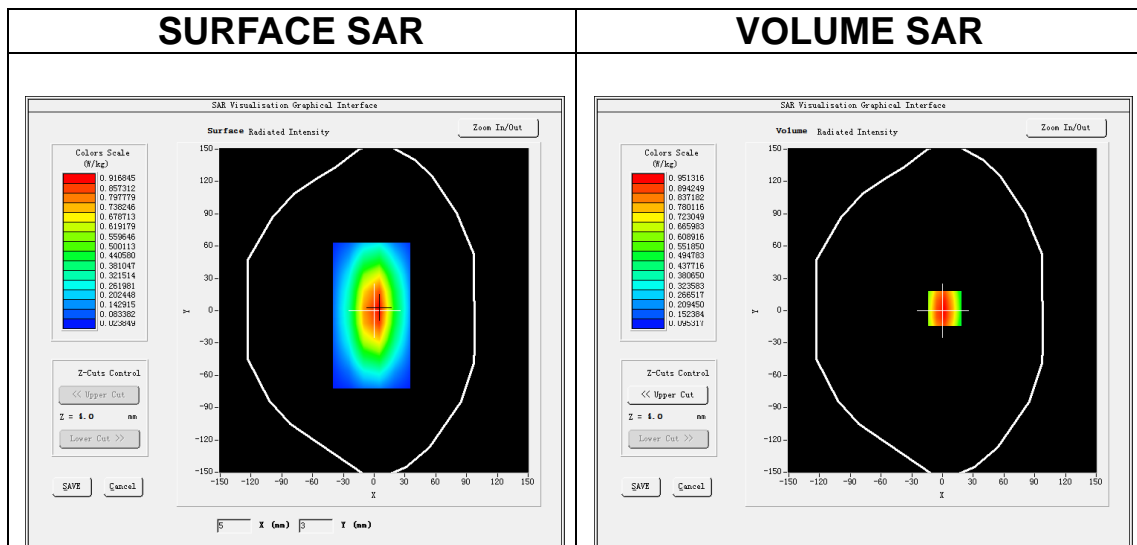 SURFACE SAR
SAR Visualisation Graphical Interface
Surface Radiated Intensity
Zoom In/Out
Colors Scale
(W/kg)
0.916845
0.857312
0.797779
0.738246
0.678713
0.619179
0.559646
0.500113
0.440580
0.381047
0.321514
0.261981
0.202448
0.142915
0.083382
0.023849
Z-Cuts Control
<< Upper Cut
Z = 4.0 mm
Lower Cut >>
SAVE Cancel
150
120
90
60
30
0
-30
-60
-90
-120
-150
Y
-150 -120 -90 -60 -30 0 30 60 90 120 150
X
5 X (mm) 3 Y (mm)
VOLUME SAR
SAR Visualisation Graphical Interface
Volume Radiated Intensity
Zoom In/Out
Colors Scale
(W/kg)
0.951316
0.894249
0.837182
0.780116
0.723049
0.665983
0.608916
0.551850
0.494783
0.437716
0.380650
0.323583
0.266517
0.209450
0.152384
0.095317
Z-Cuts Control
<< Upper Cut
Z = 4.0 mm
Lower Cut >>
SAVE Cancel
150
120
90
60
30
0
-30
-60
-90
-120
-150
Y
-150 -120 -90 -60 -30 0 30 60 90 120 150
X